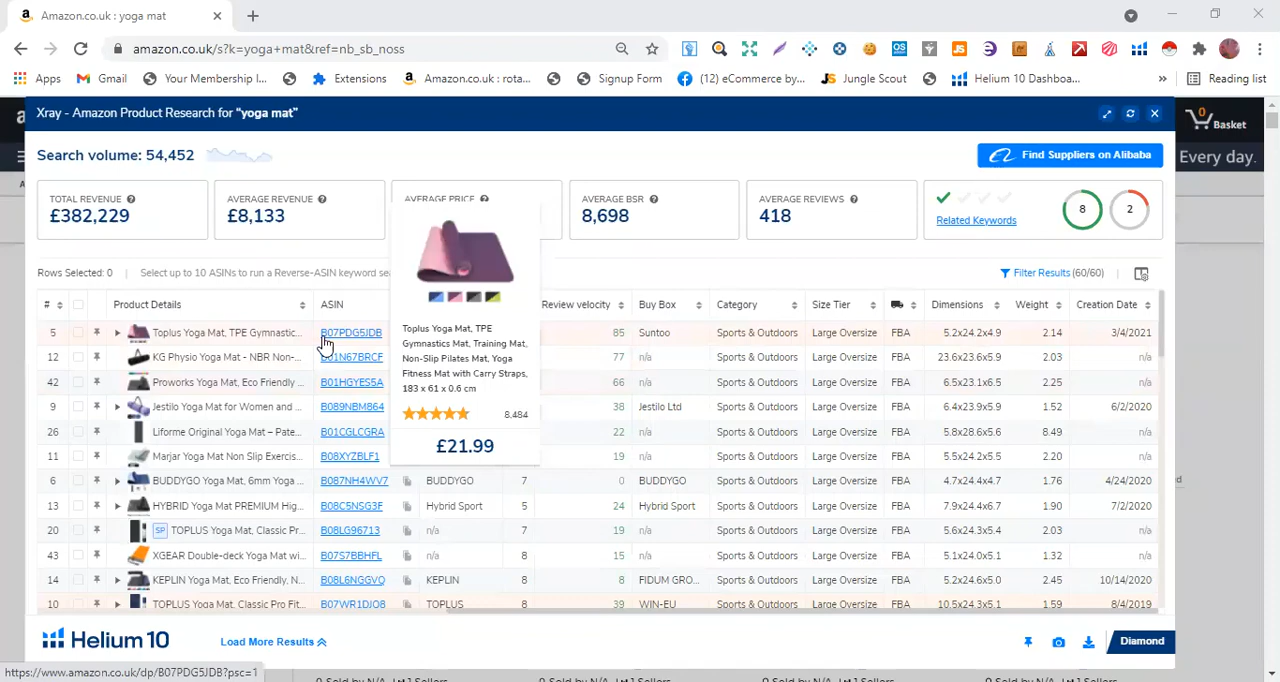 Amazon.co.uk : yoga mat
amazon.co.uk/s?k=yoga+mat&ref=nb_sb_noss
Apps Gmail Your Membership I... Extensions Amazon.co.uk : rota... Signup Form (12) eCommerce by... Jungle Scout Helium 10 Dashboa... » Reading list
Xray - Amazon Product Research for "yoga mat"
0 Basket
Search volume: 54,452
Find Suppliers on Alibaba
Every day.
TOTAL REVENUE AVERAGE REVENUE AVERAGE PRICE AVERAGE BSR AVERAGE REVIEWS
£382,229 £8,133 8,698 418 8 2
Related Keywords
Rows Selected: 0 Select up to 10 ASINs to run a Reverse-ASIN keyword se
Filter Results (60/60)
# Product Details ASIN Review velocity Buy Box Category Size Tier Dimensions Weight Creation Date
5 Toplus Yoga Mat, TPE Gymnastic... B07PDG5JDB 85 Suntoo Sports & Outdoors Large Oversize FBA 5.2x24.2x4.9 2.14 3/4/2021
12 KG Physio Yoga Mat - NBR Non-... B01N67BRCF 77 n/a Sports & Outdoors Large Oversize FBA 23.6x23.6x5.9 2.03 n/a
42 Proworks Yoga Mat, Eco Friendly ... B01HGYES5A 66 n/a Sports & Outdoors Large Oversize FBA 6.5x23.1x6.5 2.25 n/a
9 Jestilo Yoga Mat for Women and ... B089NBM864 38 Jestilo Ltd Sports & Outdoors Large Oversize FBA 6.4x23.9x5.9 1.52 6/2/2020
26 Liforme Original Yoga Mat – Pate... B01CGLCGRA 22 n/a Sports & Outdoors Large Oversize FBA 5.8x28.6x5.6 8.49 n/a
11 Marjar Yoga Mat Non Slip Exercis... B08XYZBLF1 19 n/a Sports & Outdoors Large Oversize FBA 5.5x24.2x5.5 2.20 n/a
6 BUDDYGO Yoga Mat, 6mm Yoga ... B087NH4WV7 BUDDYGO 7 0 BUDDYGO Sports & Outdoors Large Oversize FBA 4.7x24.4x4.7 1.76 4/24/2020
13 HYBRID Yoga Mat PREMIUM Hig... B08C5NSG3F Hybrid Sport 5 24 Hybrid Sport Sports & Outdoors Large Oversize FBA 7.9x24.4x6.7 1.90 7/2/2020
20 SP TOPLUS Yoga Mat, Classic Pr... B08LG96713 n/a 7 19 n/a Sports & Outdoors Large Oversize FBA 5.6x24.3x5.4 2.03 n/a
43 XGEAR Double-deck Yoga Mat wi... B07S7BBHFL n/a 8 15 n/a Sports & Outdoors Large Oversize FBA 5.1x24.0x5.1 1.32 n/a
14 KEPLIN Yoga Mat, Eco Friendly, N... B08L6NGGVQ KEPLIN 8 8 FIDUM GRO... Sports & Outdoors Large Oversize FBA 5.2x24.6x5.0 2.45 10/14/2020
10 TOPLUS Yoga Mat, Classic Pro Fit... B07WR1DJQ8 TOPLUS 8 39 WIN-EU Sports & Outdoors Large Oversize FBA 10.5x24.3x5.1 1.59 8/4/2019
Toplus Yoga Mat, TPE
Gymnastics Mat, Training Mat,
Non-Slip Pilates Mat, Yoga
Fitness Mat with Carry Straps,
183 x 61 x 0.6 cm
8,484
£21.99
Helium 10
Load More Results
Diamond
https://www.amazon.co.uk/dp/B07PDG5JDB?psc=1